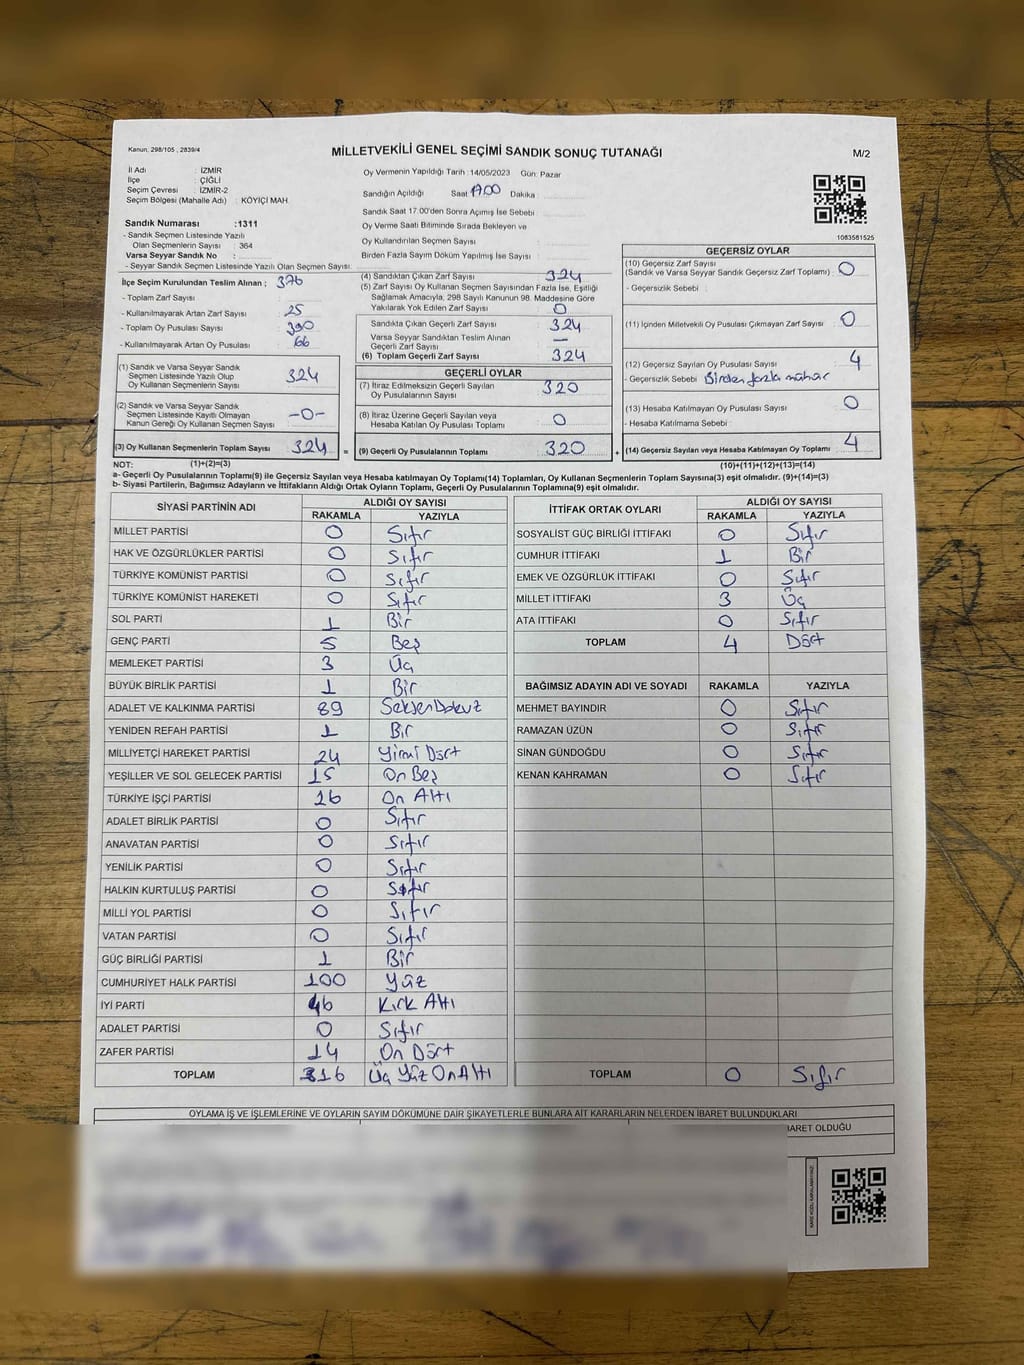 Kanun, 298/105 , 2839/4
MİLLETVEKİLİ GENEL SEÇİMİ SANDIK SONUÇ TUTANAĞI
M/2
İl Adı : İZMİR
İlçe : ÇİĞLİ
Seçim Çevresi : İZMİR-2
Seçim Bölgesi (Mahalle Adı) : KÖYİÇİ MAH.
Sandık Numarası :1311
- Sandık Seçmen Listesinde Yazılı
Olan Seçmenlerin Sayısı : 364
Varsa Seyyar Sandık No :
- Seyyar Sandık Seçmen Listesinde Yazılı Olan Seçmen Sayısı
Oy Vermenin Yapıldığı Tarih :14/05/2023 Gün: Pazar
Sandığın Açıldığı Saat 17.00 Dakika :
Sandık Saat 17.00'den Sonra Açımış İse Sebebi
Oy Verme Saati Bitiminde Sırada Bekleyen ve
Oy Kullandırılan Seçmen Sayısı
Birden Fazla Sayım Döküm Yapılmış İse Sayısı :
1083581525
İlçe Seçim Kurulundan Teslim Alınan ; 376
- Toplam Zarf Sayısı :
- Kullanılmayarak Artan Zarf Sayısı : 25
- Toplam Oy Pusulası Sayısı : 390
- Kullanılmayarak Artan Oy Pusulası : 66
(1) Sandık ve Varsa Seyyar Sandık
Seçmen Listesinde Yazılı Olup
Oy Kullanan Seçmenlerin Sayısı : 324
(2) Sandık ve Varsa Seyyar Sandık
Seçmen Listesinde Kayıtlı Olmayan
Kanun Gereği Oy Kullanan Seçmen Sayısı : -0-
(3) Oy Kullanan Seçmenlerin Toplam Sayısı : 324 =
(4) Sandıktan Çıkan Zarf Sayısı : 324
(5) Zarf Sayısı Oy Kullanan Seçmen Sayısından Fazla İse, Eşitliği
Sağlamak Amacıyla, 298 Sayılı Kanunun 98. Maddesine Göre
Yakılarak Yok Edilen Zarf Sayısı : 0
Sandıkta Çıkan Geçerli Zarf Sayısı : 324
Varsa Seyyar Sandıktan Teslim Alınan
Geçerli Zarf Sayısı : —
(6) Toplam Geçerli Zarf Sayısı : 324
GEÇERLİ OYLAR
(7) İtiraz Edilmeksizin Geçerli Sayılan
Oy Pusulalarının Sayısı : 320
(8) İtiraz Üzerine Geçerli Sayılan veya
Hesaba Katılan Oy Pusulası Toplamı : 0
(9) Geçerli Oy Pusulalarının Toplamı : 320 +
GEÇERSİZ OYLAR
(10) Geçersiz Zarf Sayısı
(Sandık ve Varsa Seyyar Sandık Geçersiz Zarf Toplamı) : 0
- Geçersizlik Sebebi :
(11) İçinden Milletvekili Oy Pusulası Çıkmayan Zarf Sayısı : 0
(12) Geçersiz Sayılan Oy Pusulası Sayısı : 4
- Geçersizlik Sebebi : Birden fazla mühür
(13) Hesaba Katılmayan Oy Pusulası Sayısı : 0
- Hesaba Katılmama Sebebi :
(14) Geçersiz Sayılan veya Hesaba Katılmayan Oy Toplamı : 4
NOT: (1)+(2)=(3) (10)+(11)+(12)+(13)=(14)
a- Geçerli Oy Pusulalarının Toplamı(9) ile Geçersiz Sayılan veya Hesaba katılmayan Oy Toplamı(14) Toplamları, Oy Kullanan Seçmenlerin Toplam Sayısına(3) eşit olmalıdır. (9)+(14)=(3)
b- Siyasi Partilerin, Bağımsız Adayların ve İttifakların Aldığı Ortak Oyların Toplamı, Geçerli Oy Pusulalarının Toplamına(9) eşit olmalıdır.
SİYASİ PARTİNİN ADI ALDIĞI OY SAYISI
RAKAMLA YAZIYLA
MİLLET PARTİSİ 0 Sıfır
HAK VE ÖZGÜRLÜKLER PARTİSİ 0 Sıfır
TÜRKİYE KOMÜNİST PARTİSİ 0 Sıfır
TÜRKİYE KOMÜNİST HAREKETİ 0 Sıfır
SOL PARTİ 1 Bir
GENÇ PARTİ 5 Beş
MEMLEKET PARTİSİ 3 Üç
BÜYÜK BİRLİK PARTİSİ 1 Bir
ADALET VE KALKINMA PARTİSİ 89 Seksen Dokuz
YENİDEN REFAH PARTİSİ 1 Bir
MİLLİYETÇİ HAREKET PARTİSİ 24 Yirmi Dört
YEŞİLLER VE SOL GELECEK PARTİSİ 15 On Beş
TÜRKİYE İŞÇİ PARTİSİ 16 On Altı
ADALET BİRLİK PARTİSİ 0 Sıfır
ANAVATAN PARTİSİ 0 Sıfır
YENİLİK PARTİSİ 0 Sıfır
HALKIN KURTULUŞ PARTİSİ 0 Sıfır
MİLLİ YOL PARTİSİ 0 Sıfır
VATAN PARTİSİ 0 Sıfır
GÜÇ BİRLİĞİ PARTİSİ 1 Bir
CUMHURİYET HALK PARTİSİ 100 Yüz
İYİ PARTİ 46 Kırk Altı
ADALET PARTİSİ 0 Sıfır
ZAFER PARTİSİ 14 On Dört
TOPLAM 316 Üç Yüz On Altı
İTTİFAK ORTAK OYLARI ALDIĞI OY SAYISI
RAKAMLA YAZIYLA
SOSYALİST GÜÇ BİRLİĞİ İTTİFAKI 0 Sıfır
CUMHUR İTTİFAKI 1 Bir
EMEK VE ÖZGÜRLÜK İTTİFAKI 0 Sıfır
MİLLET İTTİFAKI 3 Üç
ATA İTTİFAKI 0 Sıfır
TOPLAM 4 Dört
BAĞIMSIZ ADAYIN ADI VE SOYADI RAKAMLA YAZIYLA
MEHMET BAYINDIR 0 Sıfır
RAMAZAN ÜZÜN 0 Sıfır
SİNAN GÜNDOĞDU 0 Sıfır
KENAN KAHRAMAN 0 Sıfır
TOPLAM 0 Sıfır
OYLAMA İŞ VE İŞLEMLERİNE VE OYLARIN SAYIM DÖKÜMÜNE DAİR ŞİKAYETLERLE BUNLARA AİT KARARLARIN NELERDEN İBARET BULUNDUKLARI
BARET OLDUĞU